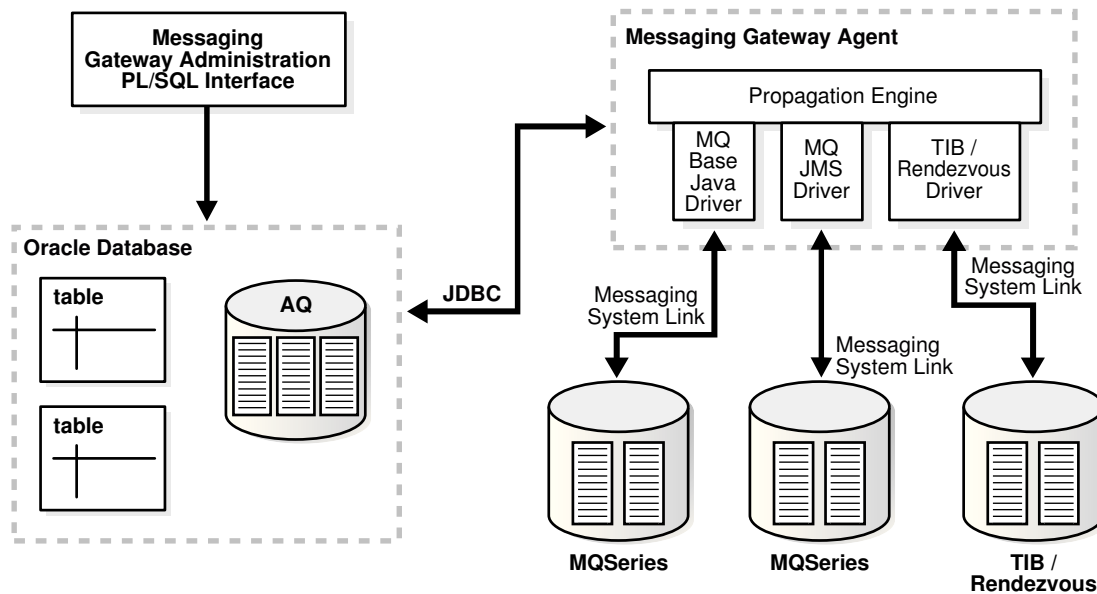 Messaging
Gateway Administration
PL/SQL Interface
Messaging Gateway Agent
Propagation Engine
MQ
Base
Java
Driver
MQ
JMS
Driver
TIB /
Rendezvous
Driver
Oracle Database
table
table
AQ
JDBC
Messaging
System Link
Messaging
System Link
Messaging
System Link
MQSeries
MQSeries
TIB /
Rendezvous